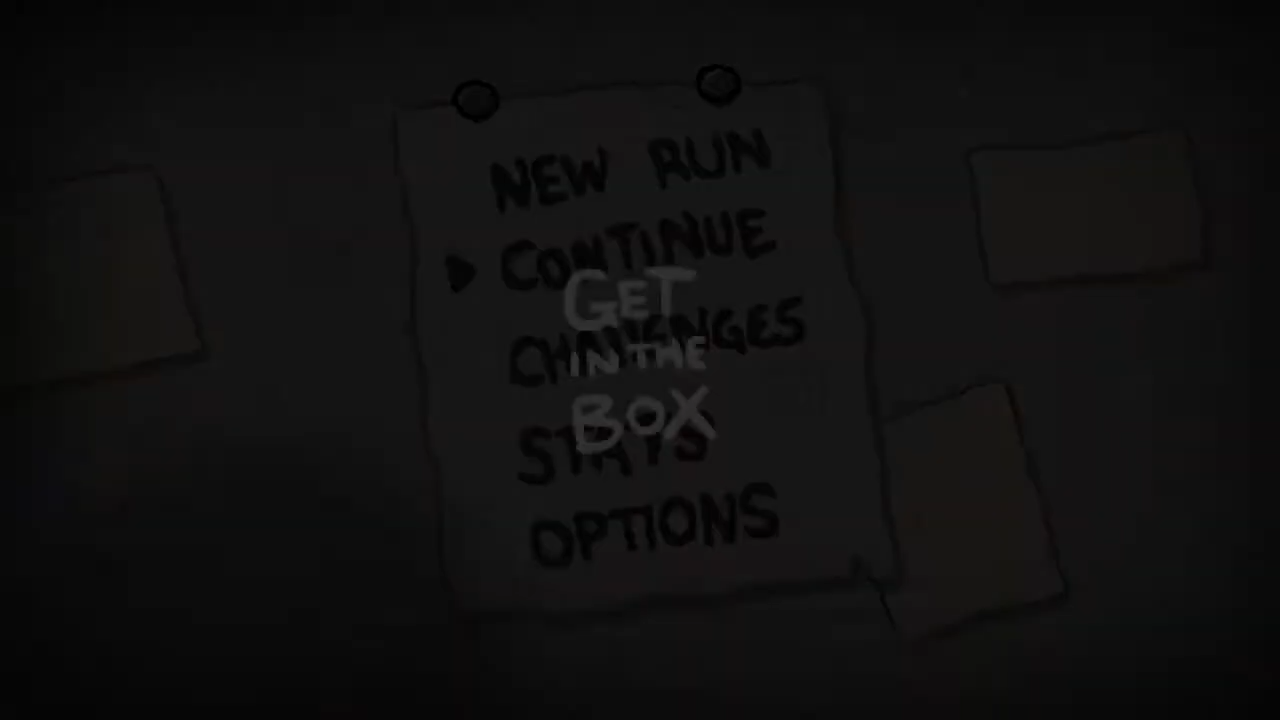 NEW RUN
CONTINUE
CHALLENGES
STATS
OPTIONS
GET
IN THE
BOX